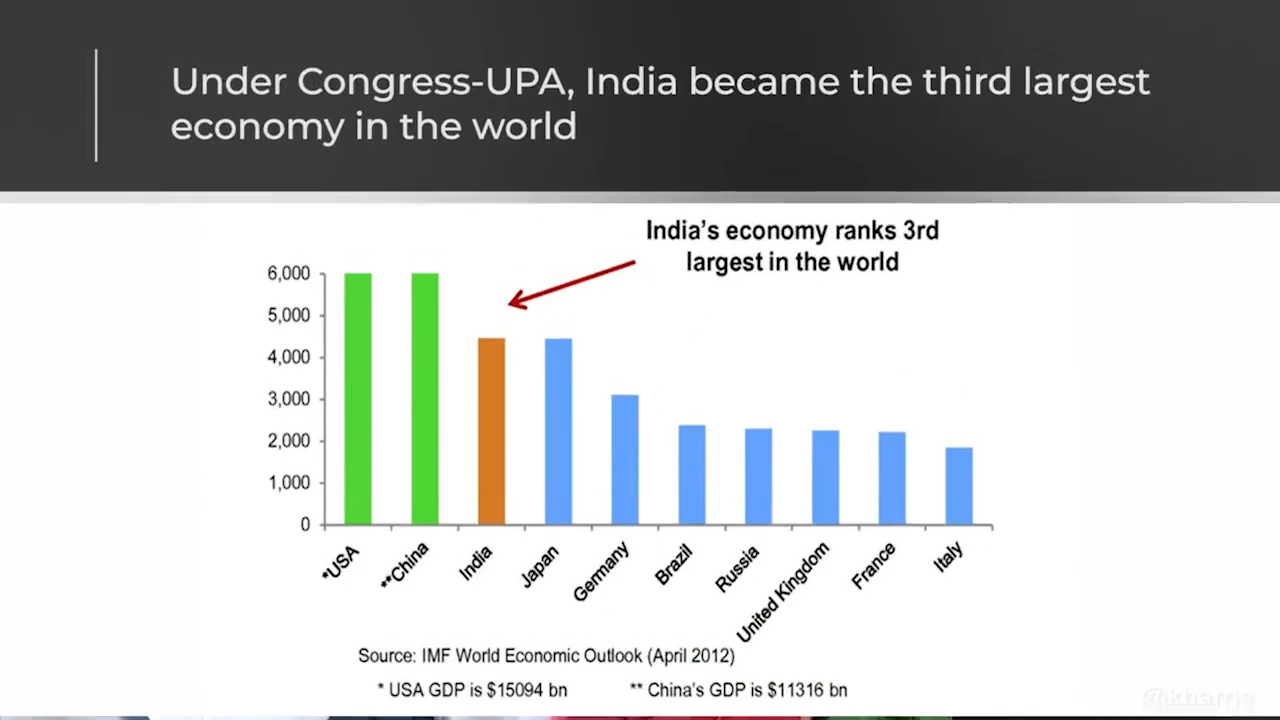 Under Congress-UPA, India became the third largest
economy in the world
India's economy ranks 3rd
largest in the world
6,000
5,000
4,000
3,000
2,000
1,000
0
*USA
**China
India
Japan
Germany
Brazil
Russia
United Kingdom
France
Italy
Source: IMF World Economic Outlook (April 2012)
* USA GDP is $15094 bn
** China's GDP is $11316 bn